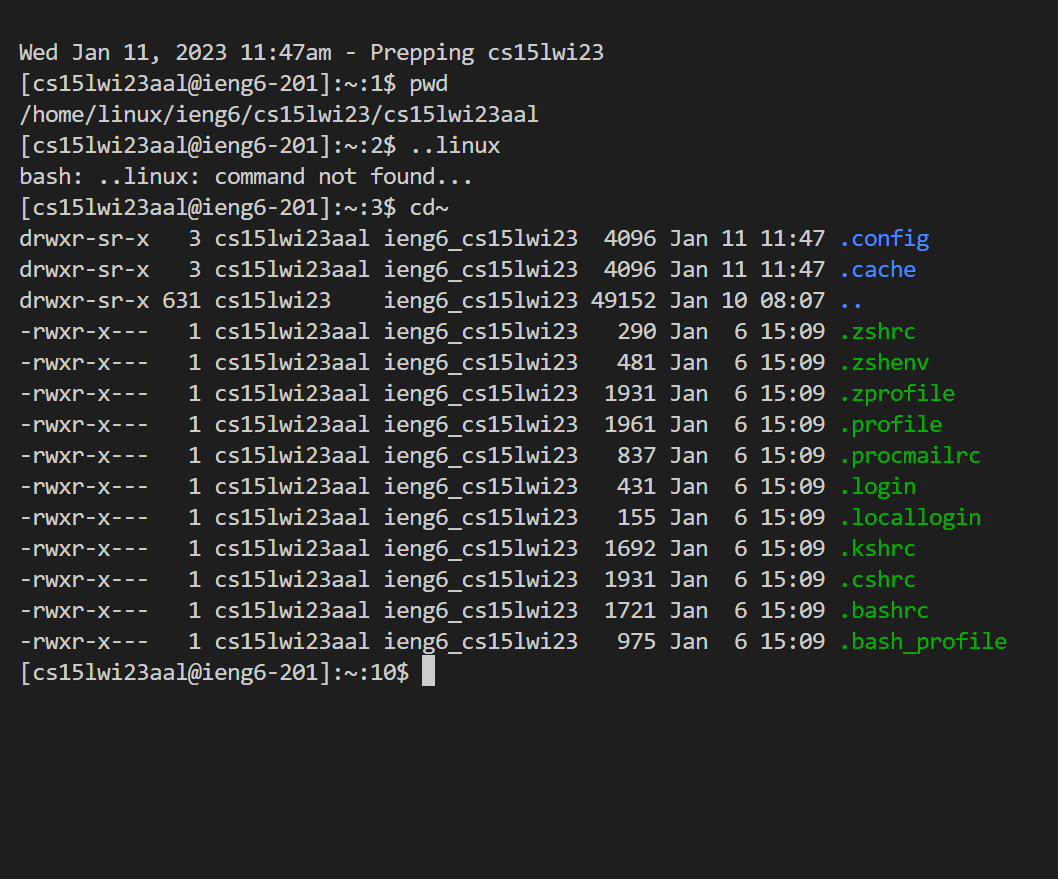 Wed Jan 11, 2023 11:47am - Prepping cs15lwi23
[cs15lwi23aal@ieng6-201]:~:1$ pwd
/home/linux/ieng6/cs15lwi23/cs15lwi23aal
[cs15lwi23aal@ieng6-201]:~:2$ ..linux
bash: ..linux: command not found...
[cs15lwi23aal@ieng6-201]:~:3$ cd~
drwxr-sr-x   3 cs15lwi23aal ieng6_cs15lwi23  4096 Jan 11 11:47 .config
drwxr-sr-x   3 cs15lwi23aal ieng6_cs15lwi23  4096 Jan 11 11:47 .cache
drwxr-sr-x 631 cs15lwi23    ieng6_cs15lwi23 49152 Jan 10 08:07 ..
-rwxr-x---   1 cs15lwi23aal ieng6_cs15lwi23   290 Jan  6 15:09 .zshrc
-rwxr-x---   1 cs15lwi23aal ieng6_cs15lwi23   481 Jan  6 15:09 .zshenv
-rwxr-x---   1 cs15lwi23aal ieng6_cs15lwi23  1931 Jan  6 15:09 .zprofile
-rwxr-x---   1 cs15lwi23aal ieng6_cs15lwi23  1961 Jan  6 15:09 .profile
-rwxr-x---   1 cs15lwi23aal ieng6_cs15lwi23   837 Jan  6 15:09 .procmailrc
-rwxr-x---   1 cs15lwi23aal ieng6_cs15lwi23   431 Jan  6 15:09 .login
-rwxr-x---   1 cs15lwi23aal ieng6_cs15lwi23   155 Jan  6 15:09 .locallogin
-rwxr-x---   1 cs15lwi23aal ieng6_cs15lwi23  1692 Jan  6 15:09 .kshrc
-rwxr-x---   1 cs15lwi23aal ieng6_cs15lwi23  1931 Jan  6 15:09 .cshrc
-rwxr-x---   1 cs15lwi23aal ieng6_cs15lwi23  1721 Jan  6 15:09 .bashrc
-rwxr-x---   1 cs15lwi23aal ieng6_cs15lwi23   975 Jan  6 15:09 .bash_profile
[cs15lwi23aal@ieng6-201]:~:10$